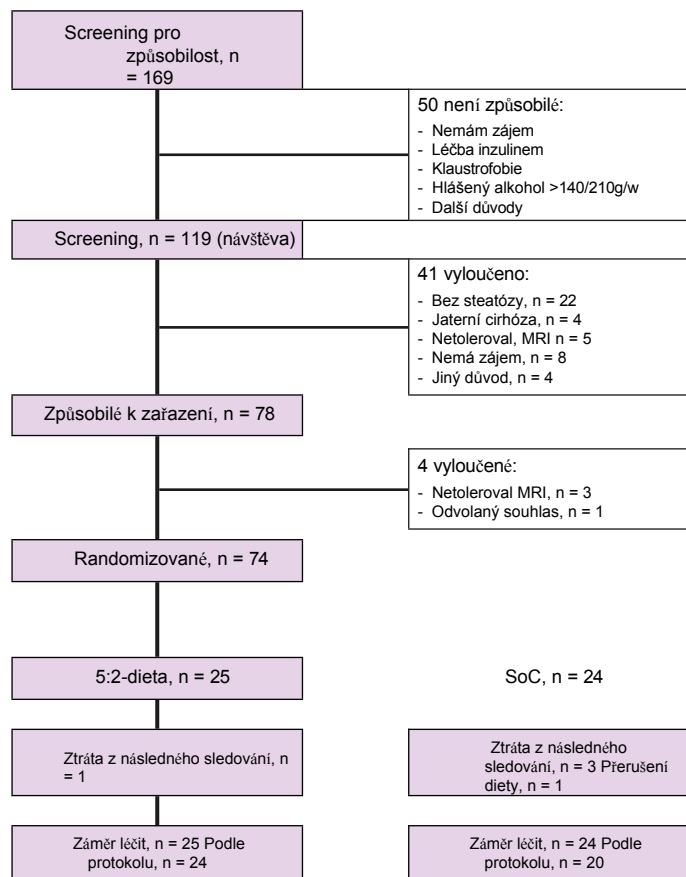 Screening pro
způsobilost, n
= 169
50 není způsobilé:
- Nemám zájem
- Léčba inzulinem
- Klaustrofobie
- Hlášený alkohol >140/210g/w
- Další důvody
Screening, n = 119 (návštěva)
41 vyloučeno:
- Bez steatózy, n = 22
- Jaterní cirhóza, n = 4
- Netoleroval, MRI n = 5
- Nemá zájem, n = 8
- Jiný důvod, n = 4
Způsobilé k zařazení, n = 78
4 vyloučené:
- Netoleroval MRI, n = 3
- Odvolaný souhlas, n = 1
Randomizované, n = 74
5:2-dieta, n = 25
SoC, n = 24
Ztráta z následného sledování, n
= 1
Ztráta z následného
sledování, n = 3 Přerušení
diety, n = 1
Záměr léčit, n = 25 Podle
protokolu, n = 24
Záměr léčit, n = 24 Podle
protokolu, n = 20